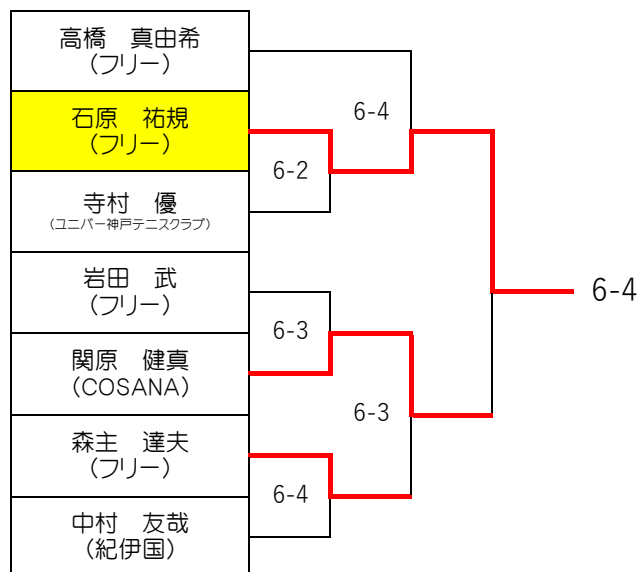 高橋　真由希
(フリー)
石原　祐規
(フリー)
寺村　優
(ユニバー神戸テニスクラブ)
岩田　武
(フリー)
関原　健真
(COSANA)
森主　達夫
(フリー)
中村　友哉
(紀伊国)
6-4
6-2
6-3
6-3
6-4
6-4